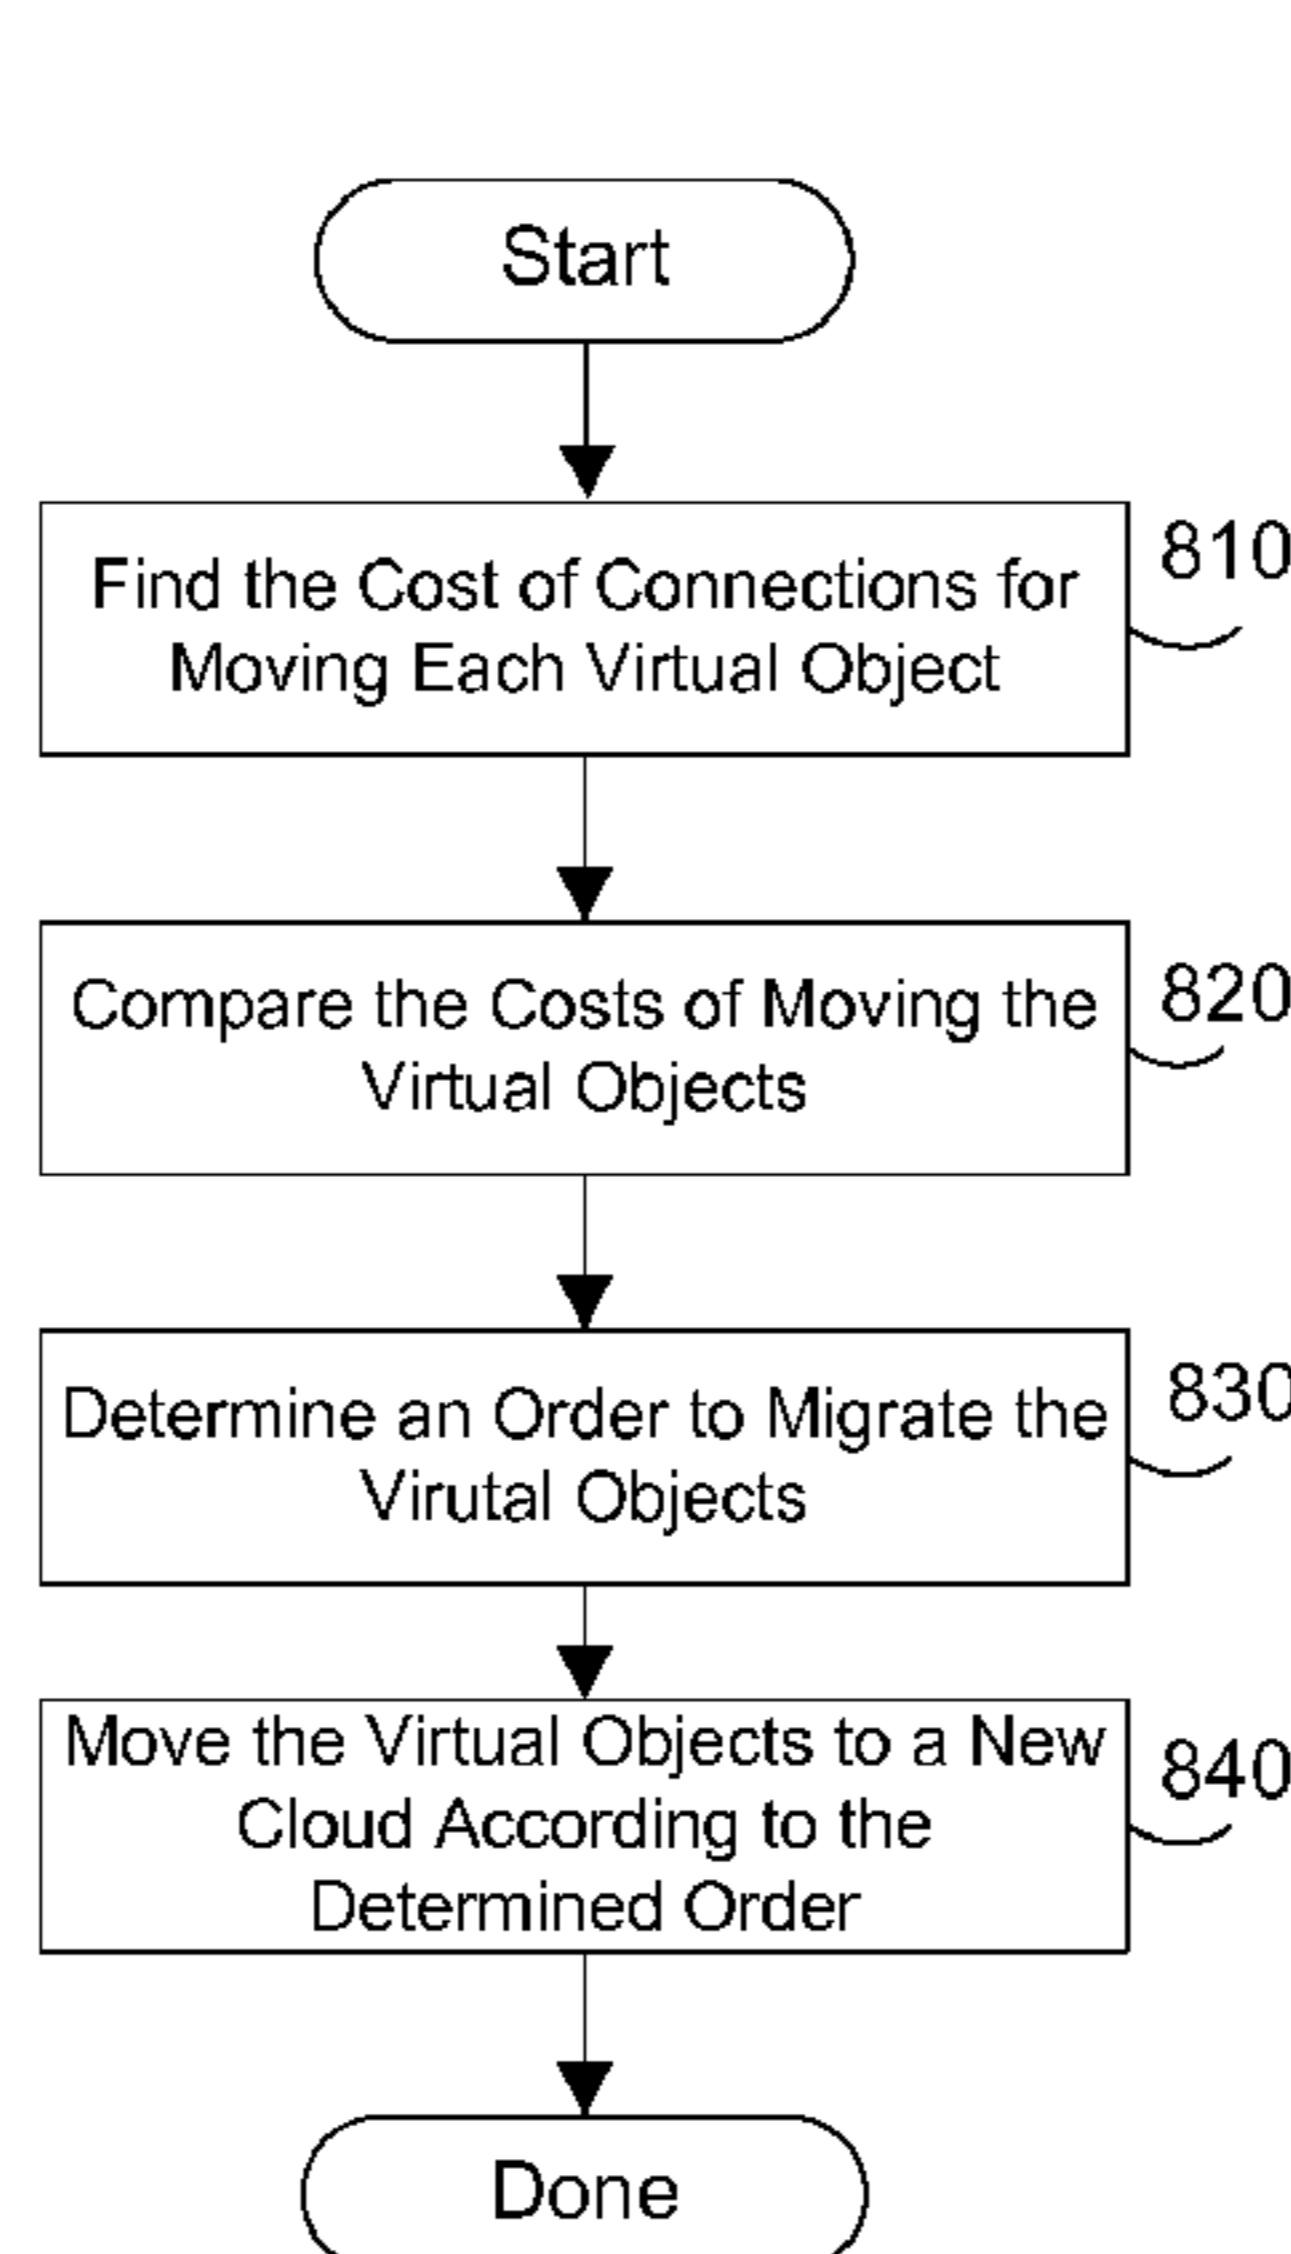 Start
Find the Cost of Connections for
Moving Each Virtual Object
810
Compare the Costs of Moving the
Virtual Objects
820
Determine an Order to Migrate the
Virutal Objects
830
Move the Virtual Objects to a New
Cloud According to the
Determined Order
840
Done